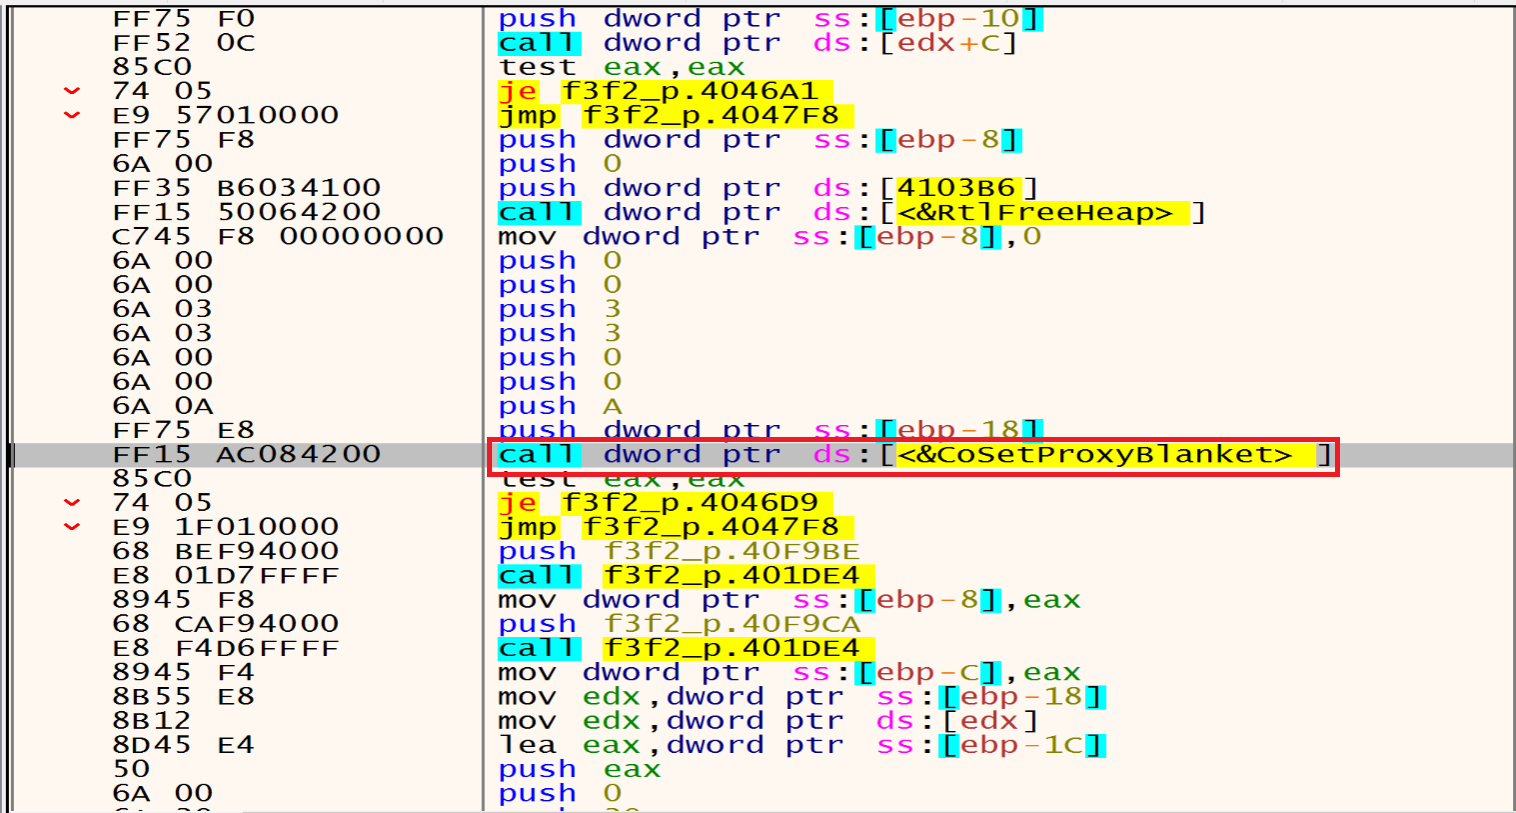 FF75 F0 push dword ptr ss:[ebp-10]
FF52 0C call dword ptr ds:[edx+C]
85C0 test eax,eax
74 05 je f3f2_p.4046A1
E9 57010000 jmp f3f2_p.4047F8
FF75 F8 push dword ptr ss:[ebp-8]
6A 00 push 0
FF35 B6034100 push dword ptr ds:[4103B6]
FF15 50064200 call dword ptr ds:[<&RtlFreeHeap>]
C745 F8 00000000 mov dword ptr ss:[ebp-8],0
6A 00 push 0
6A 00 push 0
6A 03 push 3
6A 03 push 3
6A 00 push 0
6A 00 push 0
6A 0A push A
FF75 E8 push dword ptr ss:[ebp-18]
FF15 AC084200 call dword ptr ds:[<&CoSetProxyBlanket>]
85C0 test eax,eax
74 05 je f3f2_p.4046D9
E9 1F010000 jmp f3f2_p.4047F8
68 BEF94000 push f3f2_p.40F9BE
E8 01D7FFFF call f3f2_p.401DE4
8945 F8 mov dword ptr ss:[ebp-8],eax
68 CAF94000 push f3f2_p.40F9CA
E8 F4D6FFFF call f3f2_p.401DE4
8945 F4 mov dword ptr ss:[ebp-C],eax
8B55 E8 mov edx,dword ptr ss:[ebp-18]
8B12 mov edx,dword ptr ds:[edx]
8D45 E4 lea eax,dword ptr ss:[ebp-1C]
50 push eax
6A 00 push 0